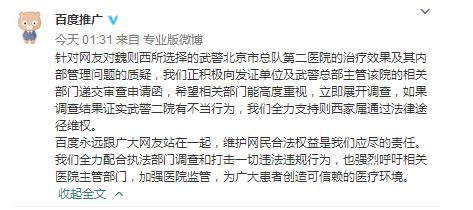 百度推广
今天 01:31 来自 专业版微博
针对网友对魏则西所选择的武警北京市总队第二医院的治疗效果及其内
部管理问题的质疑，我们正积极向发证单位及武警总部主管该院的相关
部门递交审查申请函，希望相关部门能高度重视，立即展开调查，如果
调查结果证实武警二院有不当行为，我们全力支持则西家属通过法律途
径维权。
百度永远跟广大网友站在一起，维护网民合法权益是我们应尽的责任。
我们全力配合执法部门调查和打击一切违法违规行为，也强烈呼吁相关
医院主管部门，加强医院监管，为广大患者创造可信赖的医疗环境。
收起全文